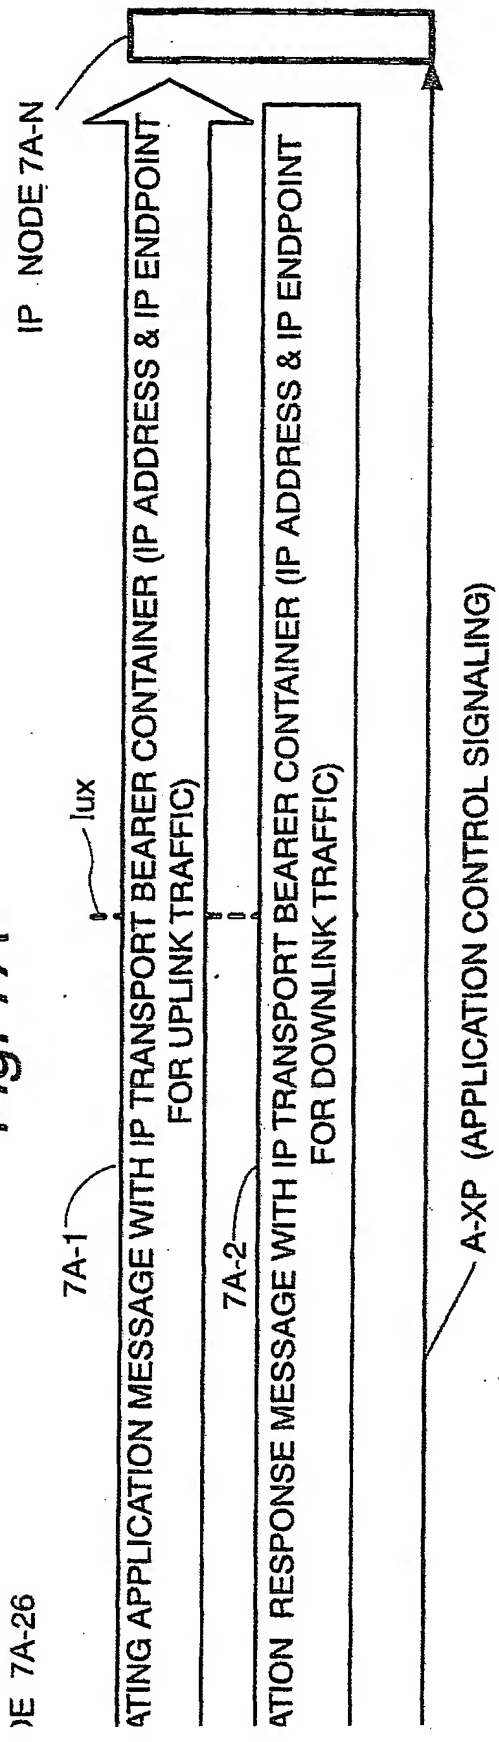 IP NODE 7A-N
Iux
7A-1
ATING APPLICATION MESSAGE WITH IP TRANSPORT BEARER CONTAINER (IP ADDRESS & IP ENDPOINT
FOR UPLINK TRAFFIC)
7A-2
ATION RESPONSE MESSAGE WITH IP TRANSPORT BEARER CONTAINER (IP ADDRESS & IP ENDPOINT
FOR DOWNLINK TRAFFIC)
A-XP (APPLICATION CONTROL SIGNALING)
DE 7A-26